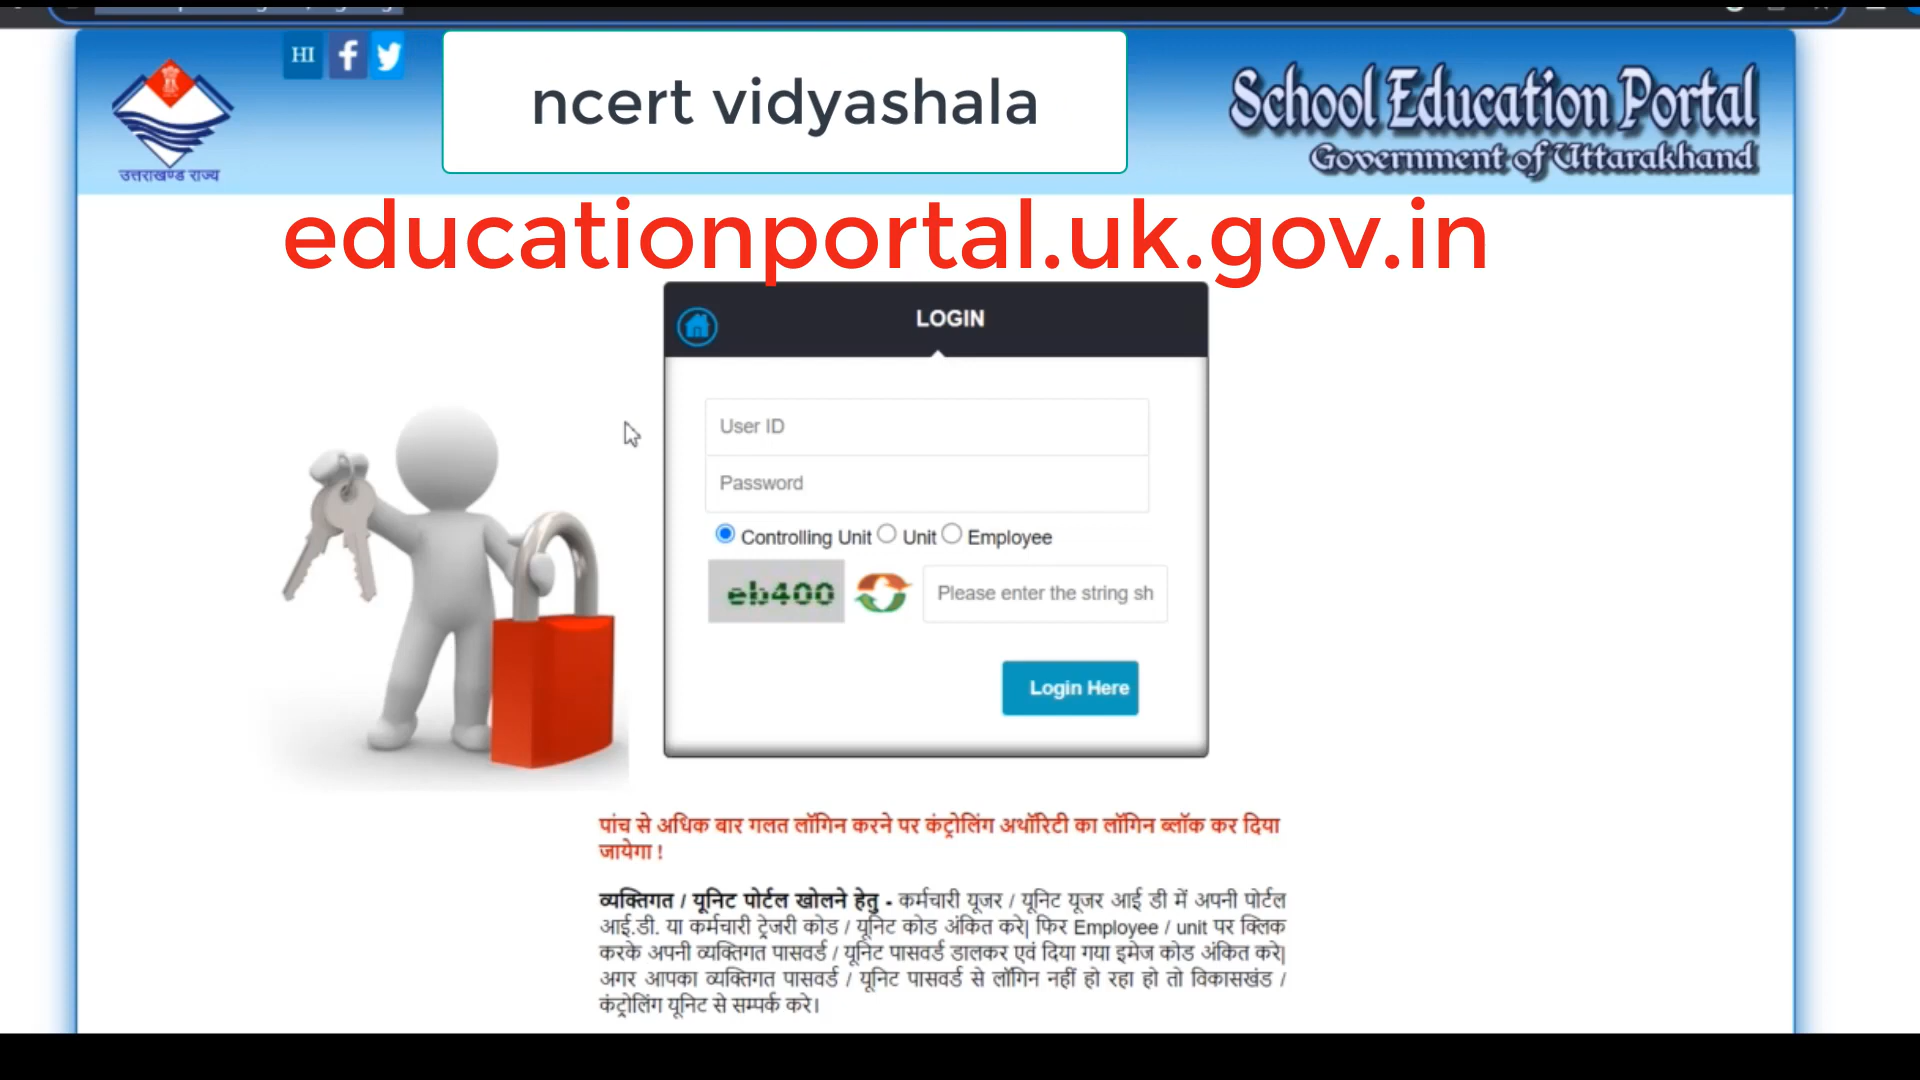 HI
उत्तराखण्ड राज्य
ncert vidyashala
School Education Portal
Government of Uttarakhand
educationportal.uk.gov.in
LOGIN
User ID
Password
Controlling Unit Unit Employee
eb400 Please enter the string sh
Login Here
पांच से अधिक बार गलत लॉगिन करने पर कंट्रोलिंग अथॉरिटी का लॉगिन ब्लॉक कर दिया
जायेगा !
व्यक्तिगत / यूनिट पोर्टल खोलने हेतु - कर्मचारी यूजर / यूनिट यूजर आई डी में अपनी पोर्टल
आई.डी. या कर्मचारी ट्रेजरी कोड / यूनिट कोड अंकित करे| फिर Employee / unit पर क्लिक
करके अपनी व्यक्तिगत पासवर्ड / यूनिट पासवर्ड डालकर एवं दिया गया इमेज कोड अंकित करे|
अगर आपका व्यक्तिगत पासवर्ड / यूनिट पासवर्ड से लॉगिन नहीं हो रहा हो तो विकासखंड /
कंट्रोलिंग यूनिट से सम्पर्क करे।